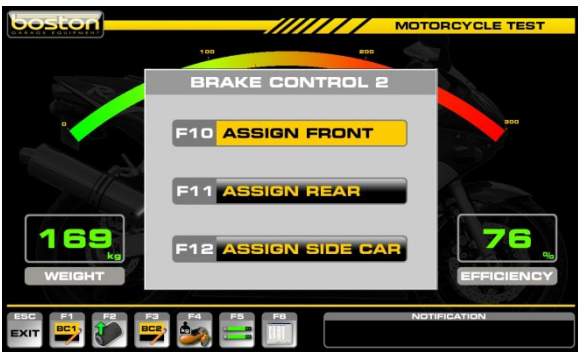 boston
GARAGE EQUIPMENT
MOTORCYCLE TEST
100
200
0
300
BRAKE CONTROL 2
F10 ASSIGN FRONT
F11 ASSIGN REAR
F12 ASSIGN SIDE CAR
169 kg
WEIGHT
76 %
EFFICIENCY
ESC F1 F2 F3 F4 F5 F6 NOTIFICATION
EXIT BC1 BC2 kg